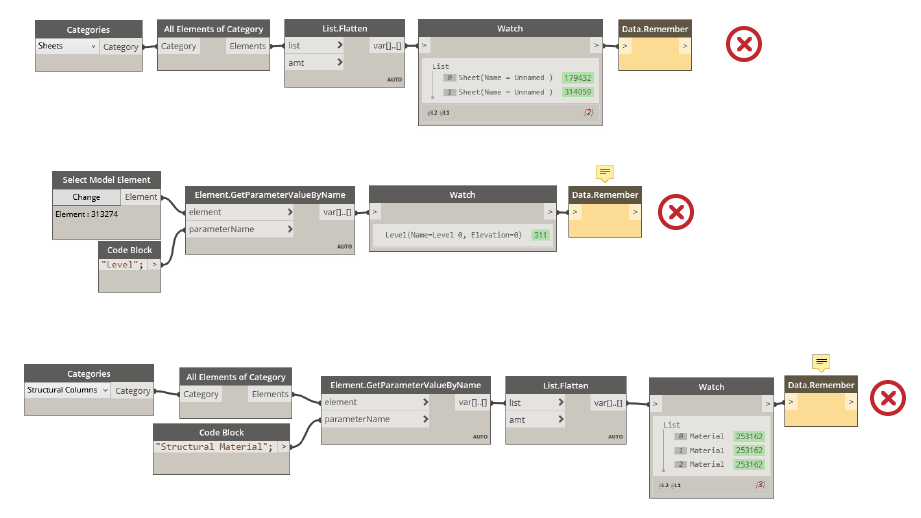 Categories
Sheets
Category
All Elements of Category
Category
Elements
List.Flatten
list > var[]..[]
amt >
AUTO
Watch
> >
List
0 Sheet(Name = Unnamed ) 179432
1 Sheet(Name = Unnamed ) 314059
@L2 @L1 {2}
Data.Remember
> >
Select Model Element
Change Element
Element : 313274
Code Block
"Level"; >
Element.GetParameterValueByName
element > var[]..[]
parameterName >
AUTO
Watch
> >
Level(Name=Level 0, Elevation=0) 311
Data.Remember
> >
Categories
Structural Columns
Category
All Elements of Category
Category
Elements
Code Block
"Structural Material"; >
Element.GetParameterValueByName
element > var[]..[]
parameterName >
AUTO
List.Flatten
list > var[]..[]
amt >
AUTO
Watch
> >
List
0 Material 253162
1 Material 253162
2 Material 253162
@L2 @L1 {3}
Data.Remember
> >